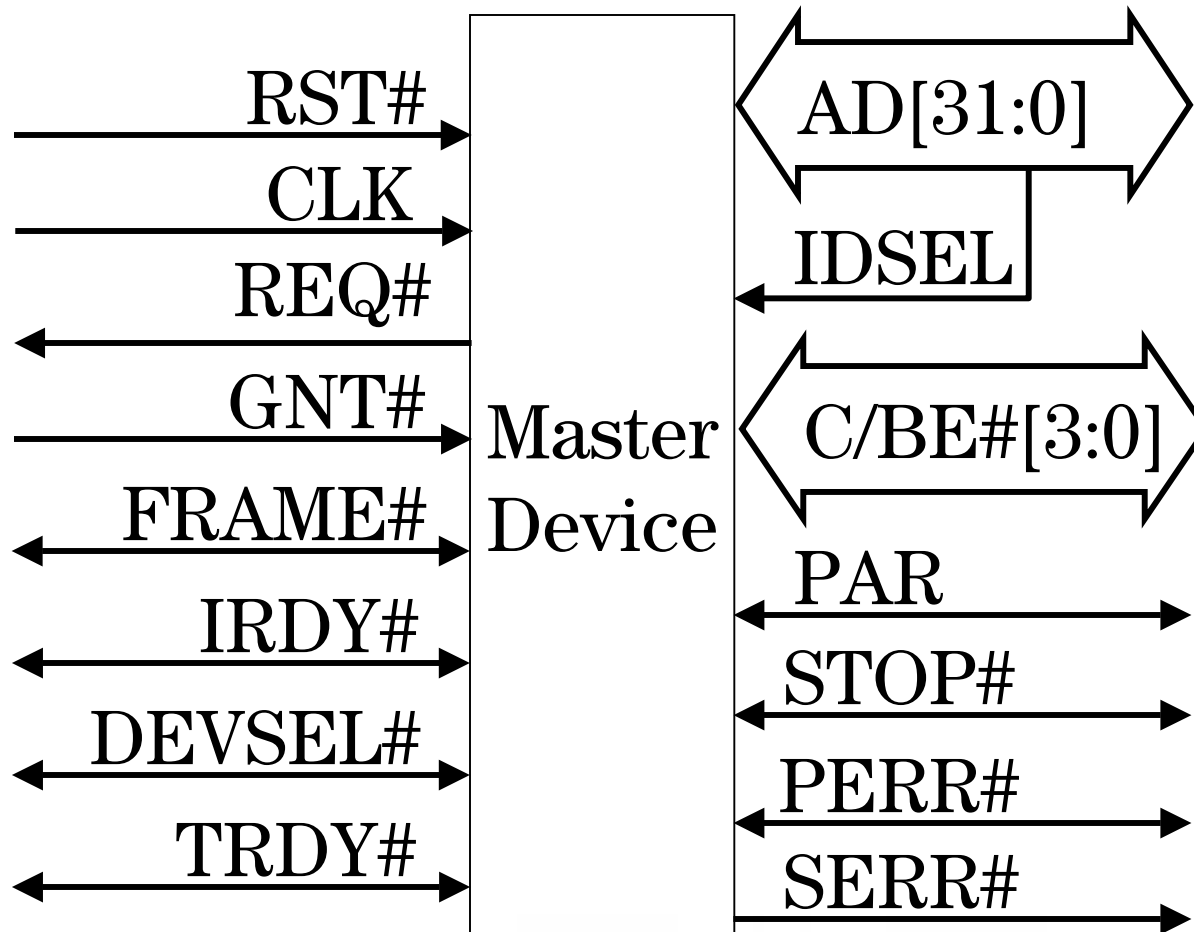 RST#
CLK
REQ#
GNT#
FRAME#
IRDY#
DEVSEL#
TRDY#
Master
Device
AD[31:0]
IDSEL
C/BE#[3:0]
PAR
STOP#
PERR#
SERR#